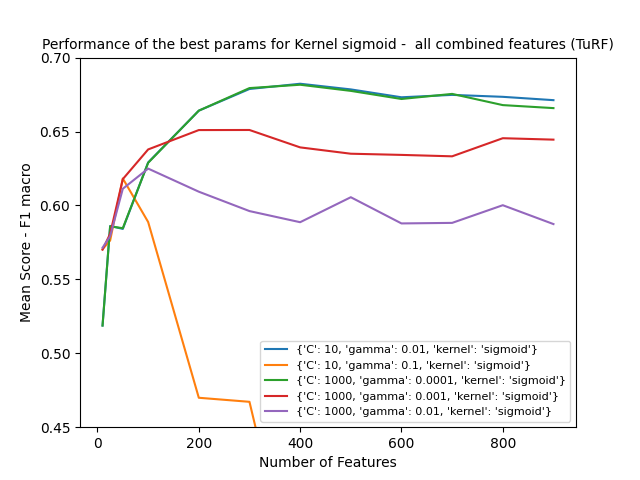 Performance of the best params for Kernel sigmoid -  all combined features (TuRF)
0.70
0.65
0.60
0.55
0.50
0.45
Mean Score - F1 macro
{'C': 10, 'gamma': 0.01, 'kernel': 'sigmoid'}
{'C': 10, 'gamma': 0.1, 'kernel': 'sigmoid'}
{'C': 1000, 'gamma': 0.0001, 'kernel': 'sigmoid'}
{'C': 1000, 'gamma': 0.001, 'kernel': 'sigmoid'}
{'C': 1000, 'gamma': 0.01, 'kernel': 'sigmoid'}
0 200 400 600 800
Number of Features